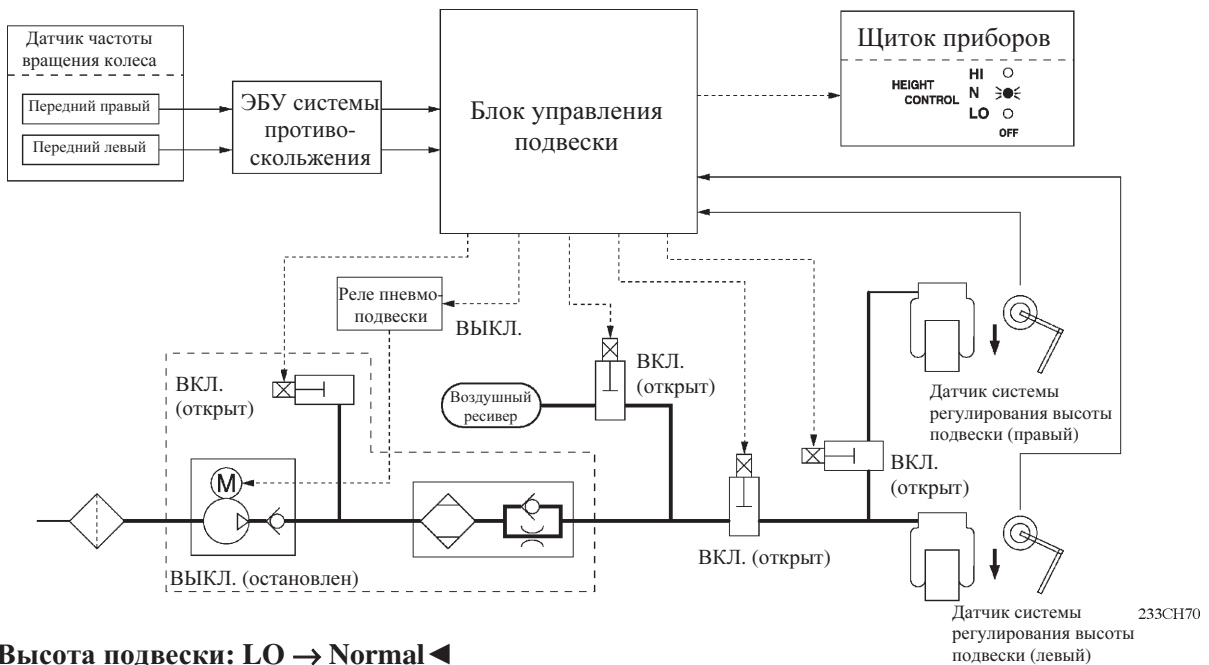 Датчик частоты
вращения колеса
Передний правый
Передний левый
ЭБУ системы
противо-
скольжения
Блок управления
подвески
Щиток приборов
HEIGHT
CONTROL
HI
N
LO
OFF
Реле пневмо-
подвески
ВЫКЛ.
ВКЛ.
(открыт)
Воздушный
ресивер
ВКЛ.
(открыт)
Датчик системы
регулирования высоты
подвески (правый)
ВКЛ.
(открыт)
M
ВКЛ. (открыт)
ВЫКЛ. (остановлен)
Датчик системы
регулирования высоты
подвески (левый)
233CH70
Высота подвески: LO → Normal◄